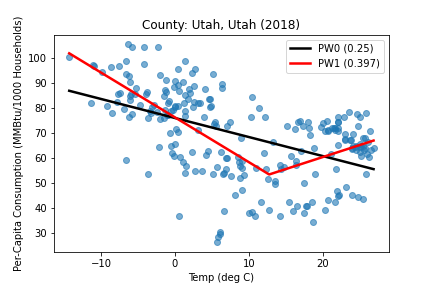 County: Utah, Utah (2018)
PW0 (0.25)
PW1 (0.397)
Per-Capita Consumption (MMBtu/1000 Households)
100
90
80
70
60
50
40
30
−10 0 10 20
Temp (deg C)